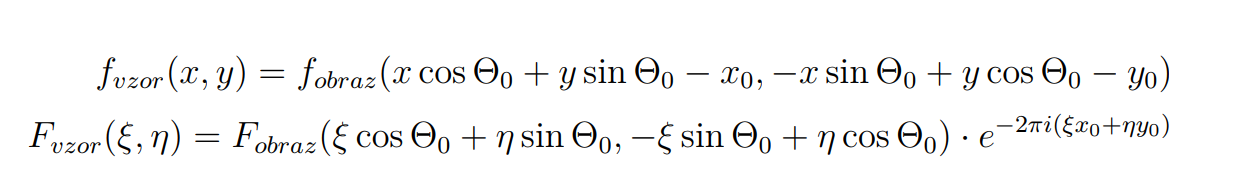 f_{vzor}(x, y) = f_{obraz}(x cos Θ_0 + y sin Θ_0 − x_0, −x sin Θ_0 + y cos Θ_0 − y_0)
F_{vzor}(ξ, η) = F_{obraz}(ξ cos Θ_0 + η sin Θ_0, −ξ sin Θ_0 + η cos Θ_0) · e^{−2πi(ξx_0+ηy_0)}